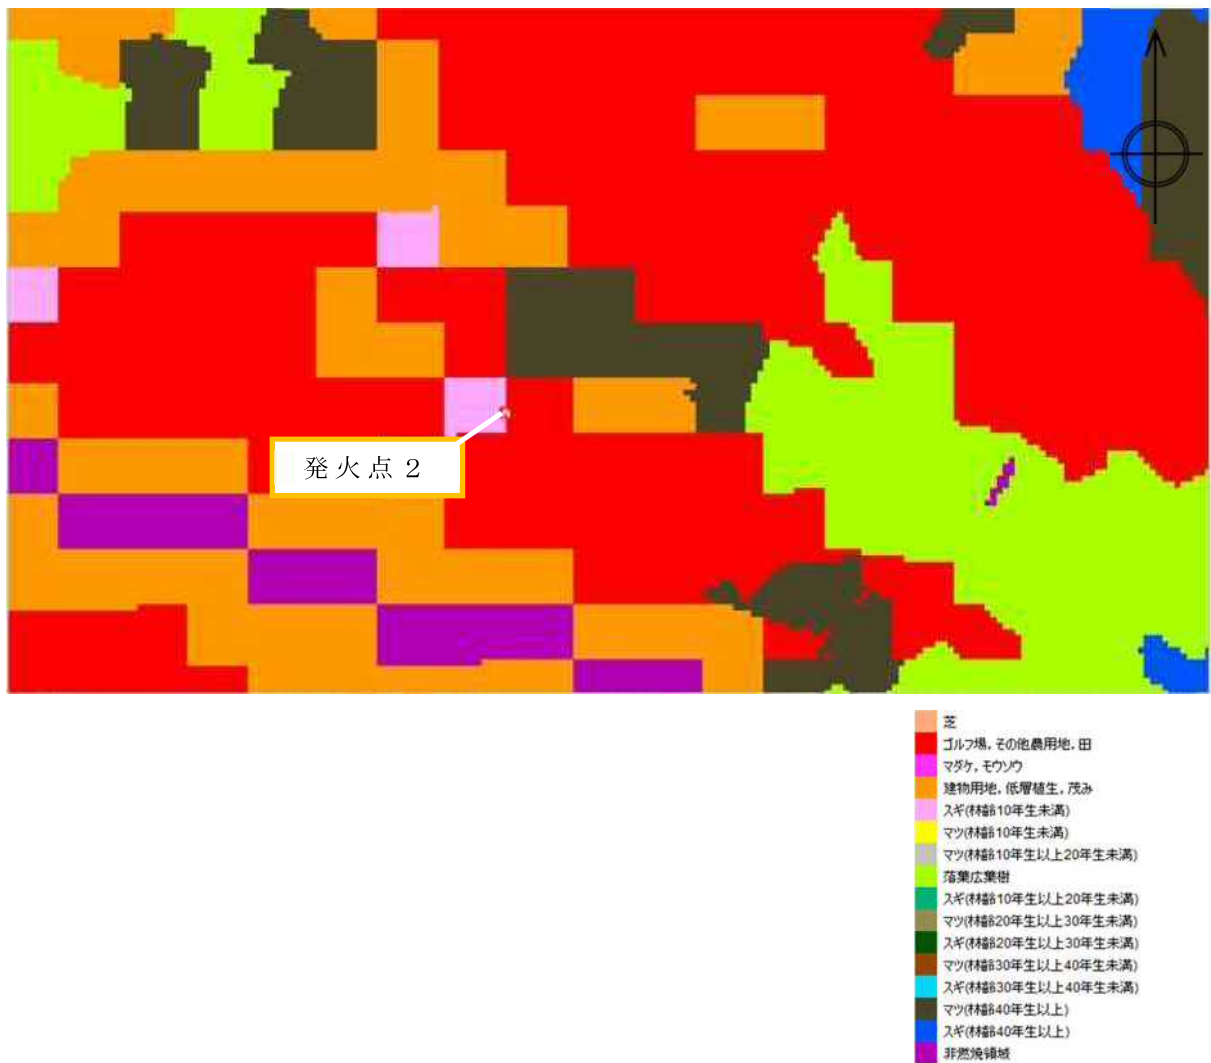 発火点２
芝
ゴルフ場，その他農用地，田
マダケ，モウソウ
建物用地，低層植生，茂み
スギ(林齢10年生未満)
マツ(林齢10年生未満)
マツ(林齢10年生以上20年生未満)
落葉広葉樹
スギ(林齢10年生以上20年生未満)
マツ(林齢20年生以上30年生未満)
スギ(林齢20年生以上30年生未満)
マツ(林齢30年生以上40年生未満)
スギ(林齢30年生以上40年生未満)
マツ(林齢40年生以上)
スギ(林齢40年生以上)
非燃焼領域